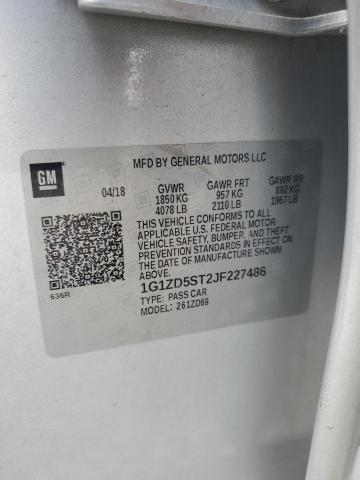 GM
MFD BY GENERAL MOTORS LLC
04/18 GVWR GAWR FRT GAWR RR
1850 KG 957 KG 892 KG
4078 LB 2110 LB 1967 LB
THIS VEHICLE CONFORMS TO ALL
APPLICABLE U.S. FEDERAL MOTOR
VEHICLE SAFETY, BUMPER, AND THEFT
PREVENTION STANDARDS IN EFFECT
ON THE DATE OF MANUFACTURE
SHOWN ABOVE.
636R
1G1ZD5ST2JF227486
TYPE: PASS CAR
MODEL: 261ZD69